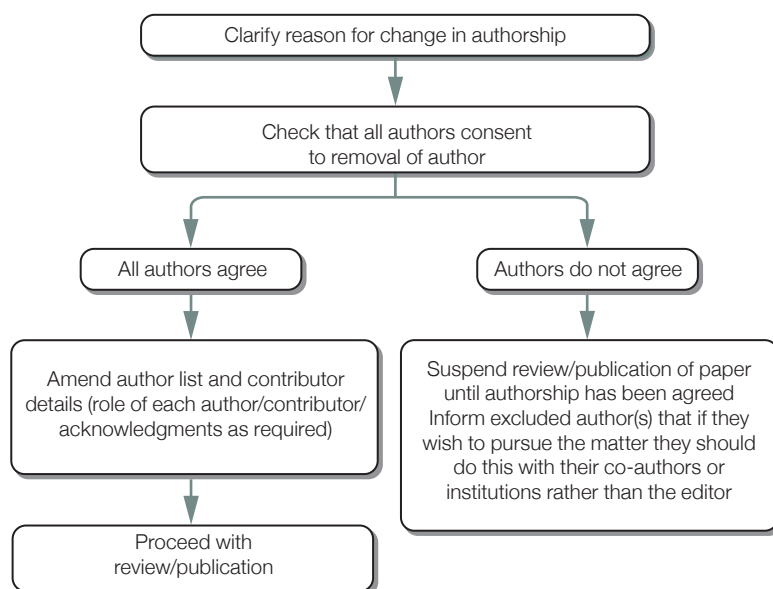 Clarify reason for change in authorship
Check that all authors consent
to removal of author
All authors agree
Authors do not agree
Amend author list and contributor
details (role of each author/contributor/
acknowledgments as required)
Suspend review/publication of paper
until authorship has been agreed
Inform excluded author(s) that if they
wish to pursue the matter they should
do this with their co-authors or
institutions rather than the editor
Proceed with
review/publication